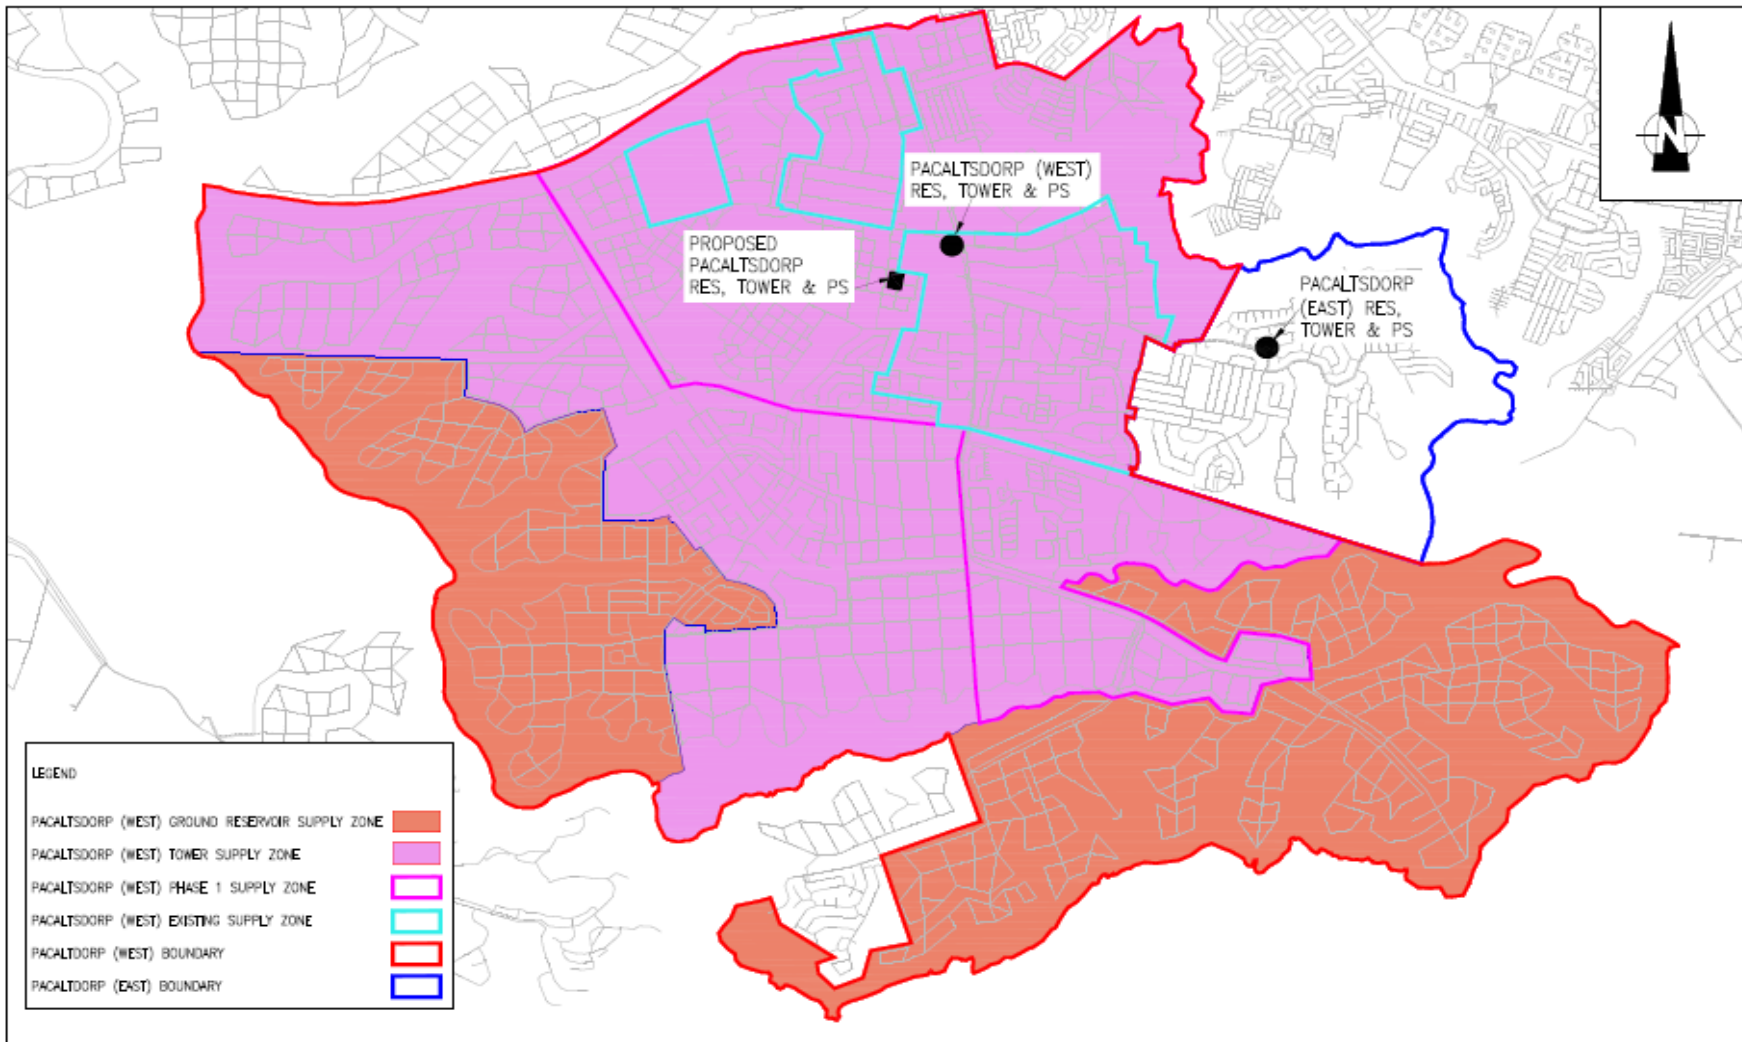 N
PACALTSDORP (WEST)
RES, TOWER & PS
PROPOSED
PACALTSDORP
RES, TOWER & PS
PACALTSDORP
(EAST) RES,
TOWER & PS
LEGEND
PACALTSDORP (WEST) GROUND RESERVOIR SUPPLY ZONE
PACALTSDORP (WEST) TOWER SUPPLY ZONE
PACALTSDORP (WEST) PHASE 1 SUPPLY ZONE
PACALTSDORP (WEST) EXISTING SUPPLY ZONE
PACALTDORP (WEST) BOUNDARY
PACALTDORP (EAST) BOUNDARY